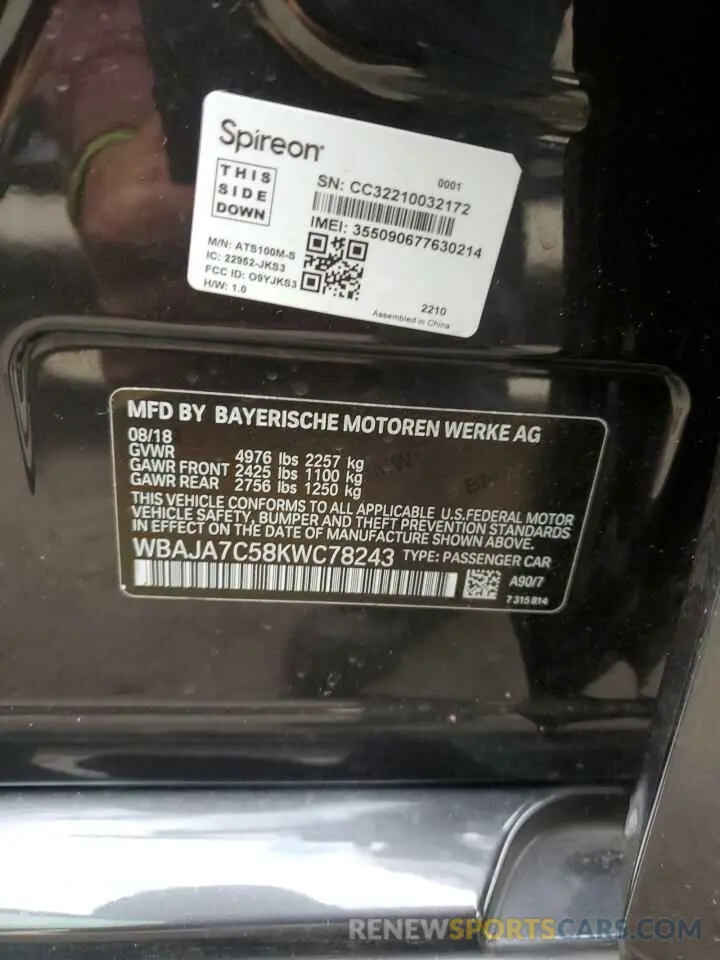 Spireon
THIS
SIDE
DOWN
0001
SN: CC32210032172
IMEI: 355090677630214
M/N: ATS100M-S
IC: 22952-JKS3
FCC ID: O9YJKS3
H/W: 1.0
2210
Assembled in China
MFD BY BAYERISCHE MOTOREN WERKE AG
08/18
GVWR 4976 lbs 2257 kg
GAWR FRONT 2425 lbs 1100 kg
GAWR REAR 2756 lbs 1250 kg
THIS VEHICLE CONFORMS TO ALL APPLICABLE U.S.FEDERAL MOTOR
VEHICLE SAFETY, BUMPER AND THEFT PREVENTION STANDARDS
IN EFFECT ON THE DATE OF MANUFACTURE SHOWN ABOVE.
WBAJA7C58KWC78243 TYPE: PASSENGER CAR
A90/7
7315814
RENEWSPORTSCARS.COM